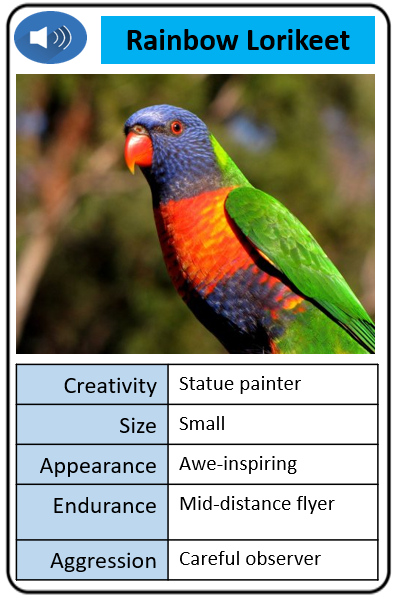 Rainbow Lorikeet
Creativity Statue painter
Size Small
Appearance Awe-inspiring
Endurance Mid-distance flyer
Aggression Careful observer